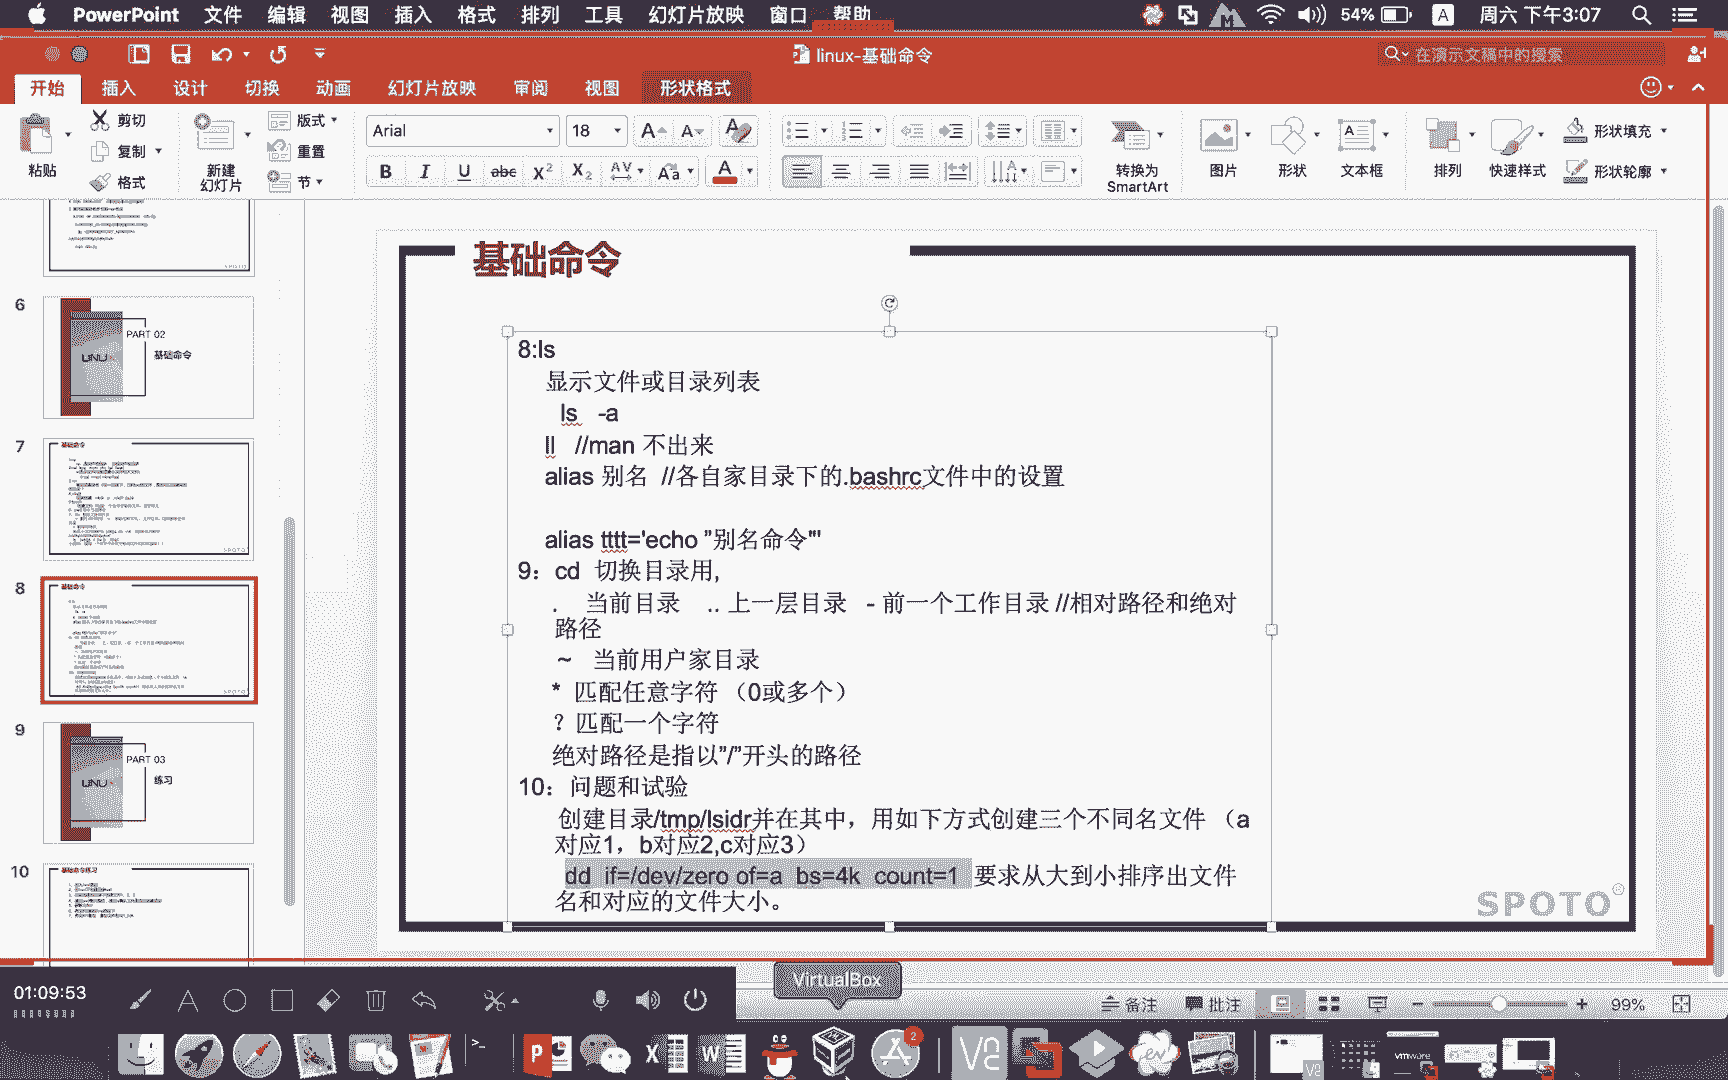 PowerPoint 文件 编辑 视图 插入 格式 排列 工具 幻灯片放映 窗口 帮助 54% A 周六 下午3:07
linux-基础命令 在演示文稿中的搜索
开始 插入 设计 切换 动画 幻灯片放映 审阅 视图 形状格式
粘贴 剪切 复制 格式 新建 幻灯片 版式 重置 节
Arial 18
转换为 SmartArt 图片 形状 文本框 排列 快速样式 形状填充 形状轮廓
6
PART 02
基础命令
7
8
9
PART 03
练习
10
基础命令
8:ls
显示文件或目录列表
ls -a
ll //man 不出来
alias 别名 //各自家目录下的.bashrc文件中的设置
alias tttt='echo "别名命令"'
9：cd 切换目录用,
. 当前目录 .. 上一层目录 - 前一个工作目录 //相对路径和绝对
路径
~ 当前用户家目录
* 匹配任意字符 （0或多个）
? 匹配一个字符
绝对路径是指以"/"开头的路径
10：问题和试验
创建目录/tmp/lsidr并在其中，用如下方式创建三个不同名文件 （a
对应1，b对应2,c对应3）
dd if=/dev/zero of=a bs=4k count=1 要求从大到小排序出文件
名和对应的文件大小。
SPOTO
01:09:53
VirtualBox
备注 批注 99%